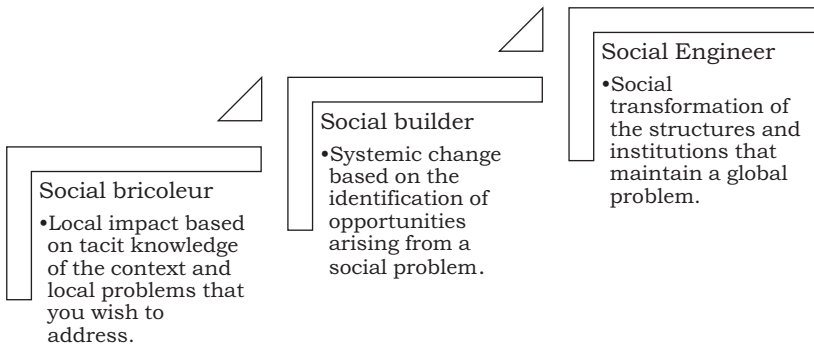 Social bricoleur
•Local impact based
on tacit knowledge
of the context and
local problems that
you wish to
address.
Social builder
•Systemic change
based on the
identification of
opportunities
arising from a
social problem.
Social Engineer
•Social
transformation of
the structures and
institutions that
maintain a global
problem.